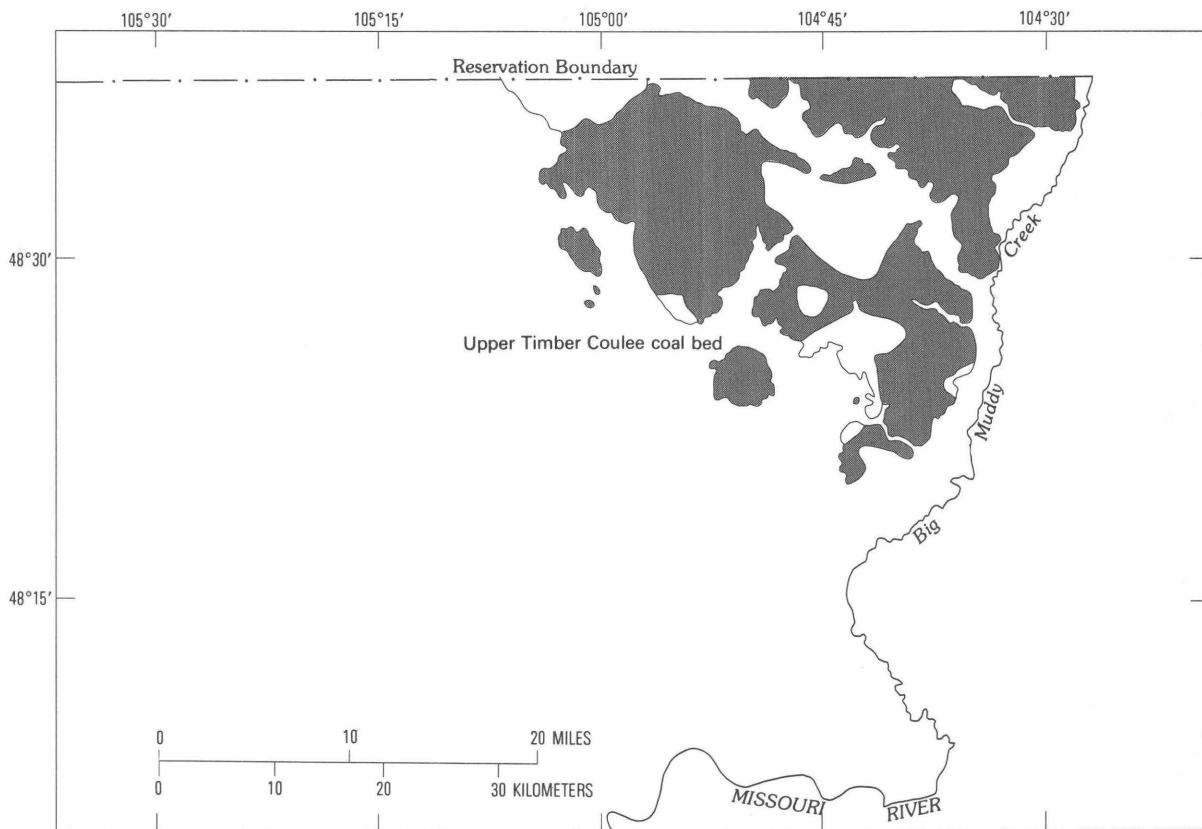 105°30′ 105°15′ 105°00′ 104°45′ 104°30′
Reservation Boundary
48°30′
Creek
Upper Timber Coulee coal bed
Muddy
Big
48°15′
0 10 20 MILES
0 10 20 30 KILOMETERS
MISSOURI RIVER